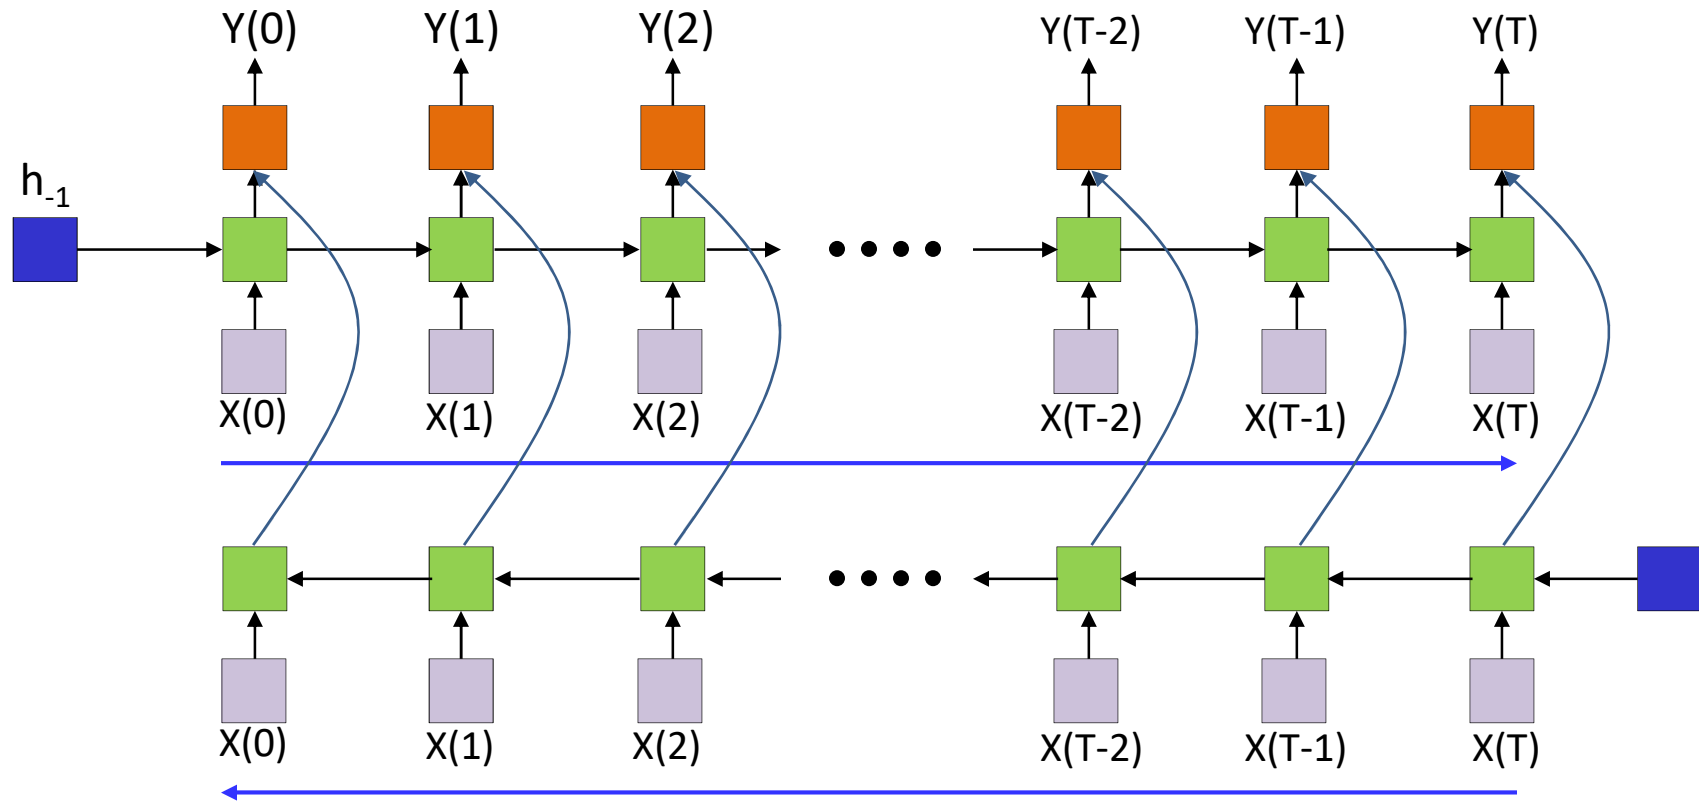 Y(0) Y(1) Y(2) Y(T-2) Y(T-1) Y(T)
h-1
X(0) X(1) X(2) X(T-2) X(T-1) X(T)
X(0) X(1) X(2) X(T-2) X(T-1) X(T)